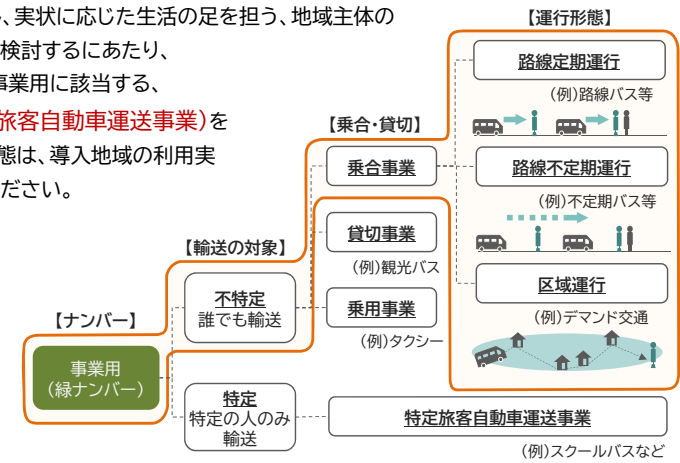 、実状に応じた生活の足を担う、地域主体の
検討するにあたり、
事業用に該当する、
旅客自動車運送事業)を
態は、導入地域の利用実
ださい。
【運行形態】
路線定期運行
(例)路線バス等
【乗合・貸切】
乗合事業
路線不定期運行
(例)不定期バス等
貸切事業
(例)観光バス
【輸送の対象】
不特定
誰でも輸送
乗用事業
(例)タクシー
区域運行
(例)デマンド交通
【ナンバー】
事業用
(緑ナンバー)
特定
特定の人のみ
輸送
特定旅客自動車運送事業
(例)スクールバスなど